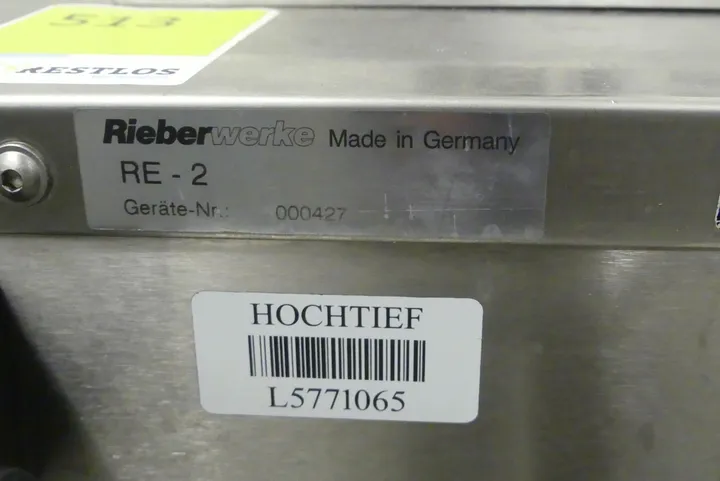 513
RESTLOS
Rieberwerke Made in Germany
RE - 2
Geräte-Nr.: 000427
HOCHTIEF
L5771065